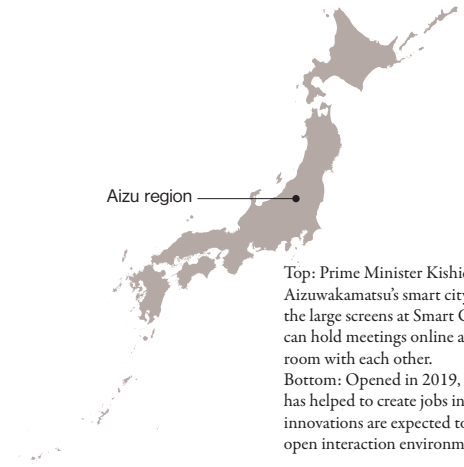 Aizu region
Top: Prime Minister Kishid
Aizuwakamatsu's smart city
the large screens at Smart C
can hold meetings online a
room with each other.
Bottom: Opened in 2019,
has helped to create jobs in
innovations are expected to
open interaction environm